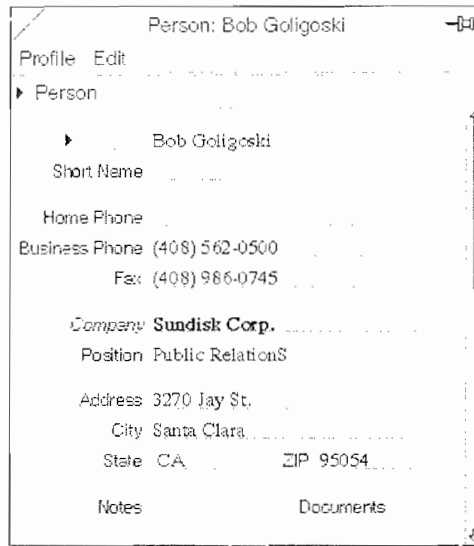 Person: Bob Goligoski
Profile Edit
Person
Bob Goligoski
Short Name
Home Phone
Business Phone (408) 562-0500
Fax (408) 986-0745
Company Sundisk Corp.
Position Public RelationS
Address 3270 Jay St.
City Santa Clara
State CA ZIP 95054
Notes Documents